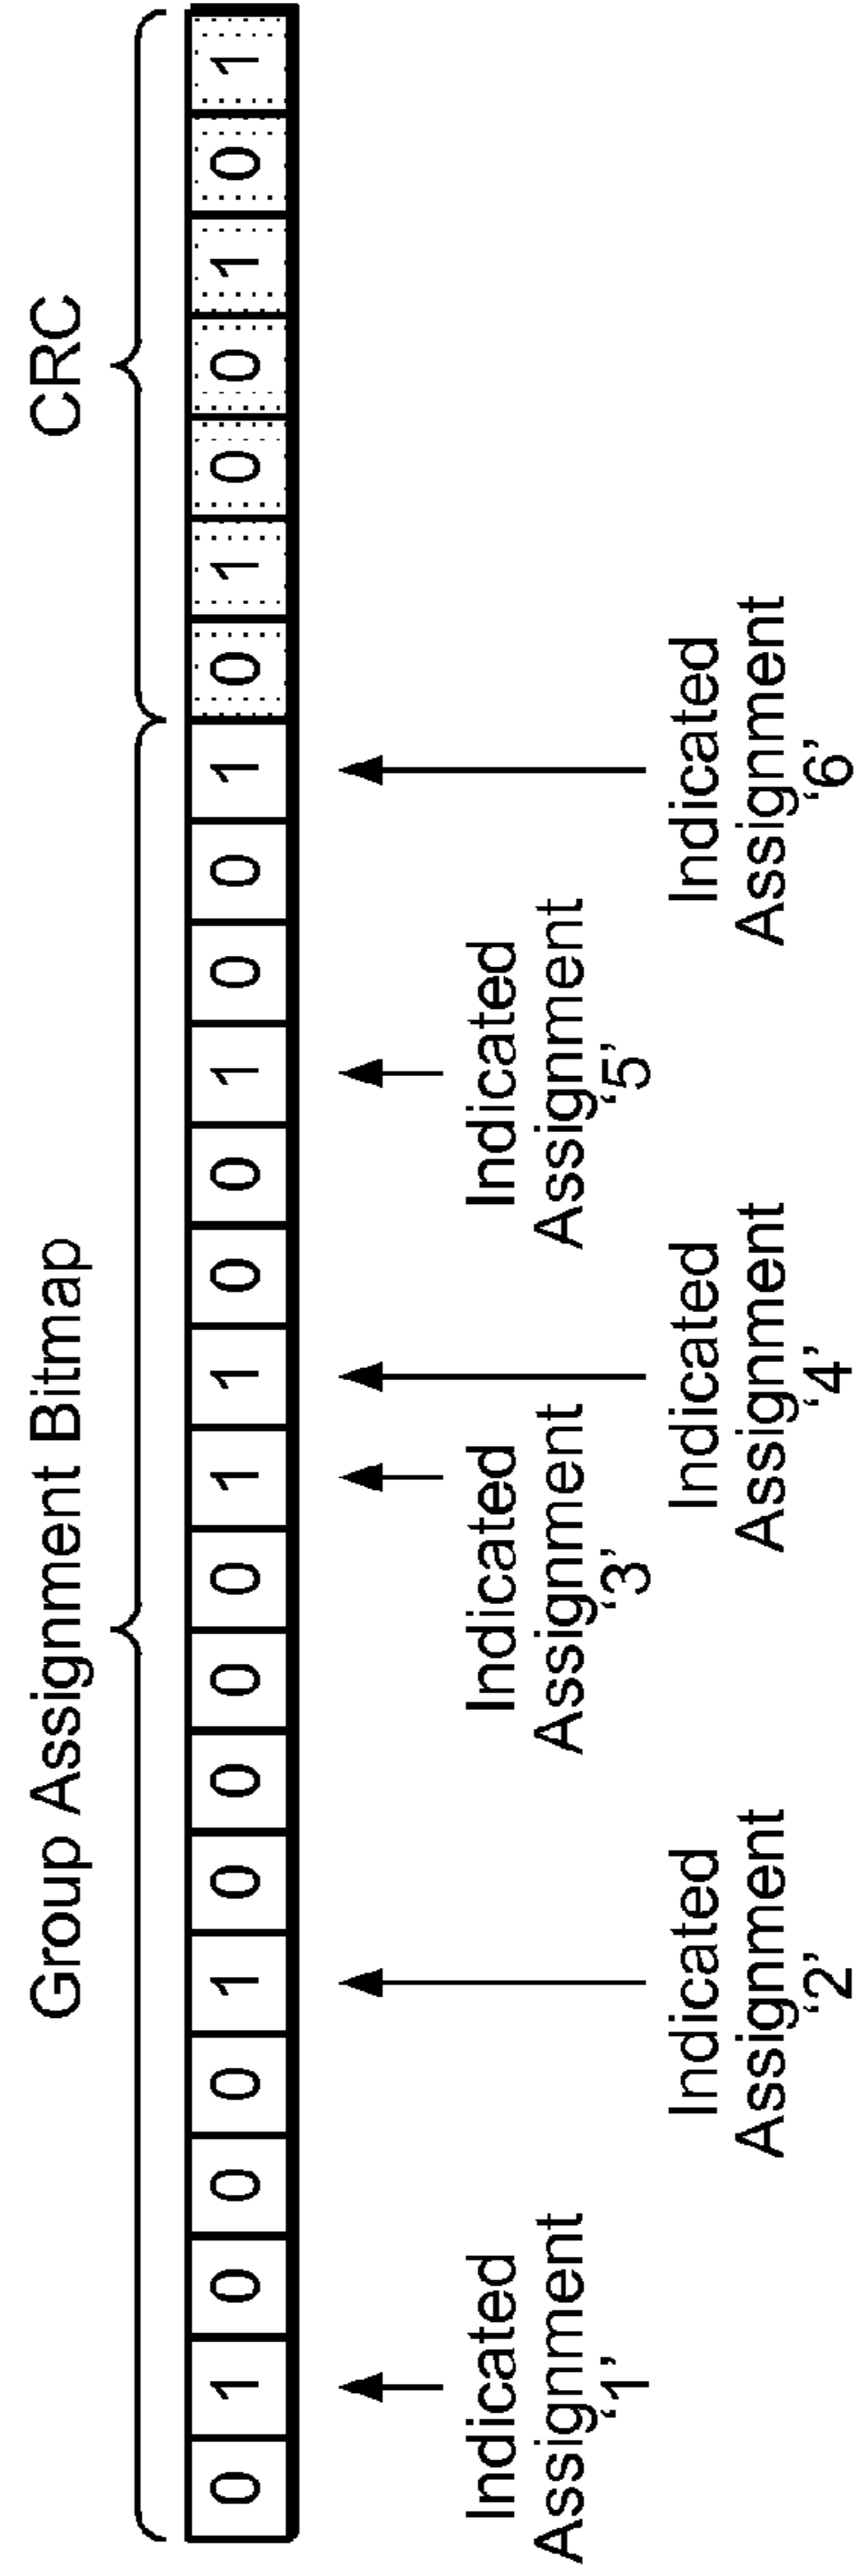 Group Assignment Bitmap CRC
0 1 0 0 0 1 0 0 0 0 1 1 0 0 1 0 0 1 0 1 0 0 1 0 1
Indicated
Assignment
‘1’
Indicated
Assignment
‘2’
Indicated
Assignment
‘3’
Indicated
Assignment
‘4’
Indicated
Assignment
‘5’
Indicated
Assignment
‘6’